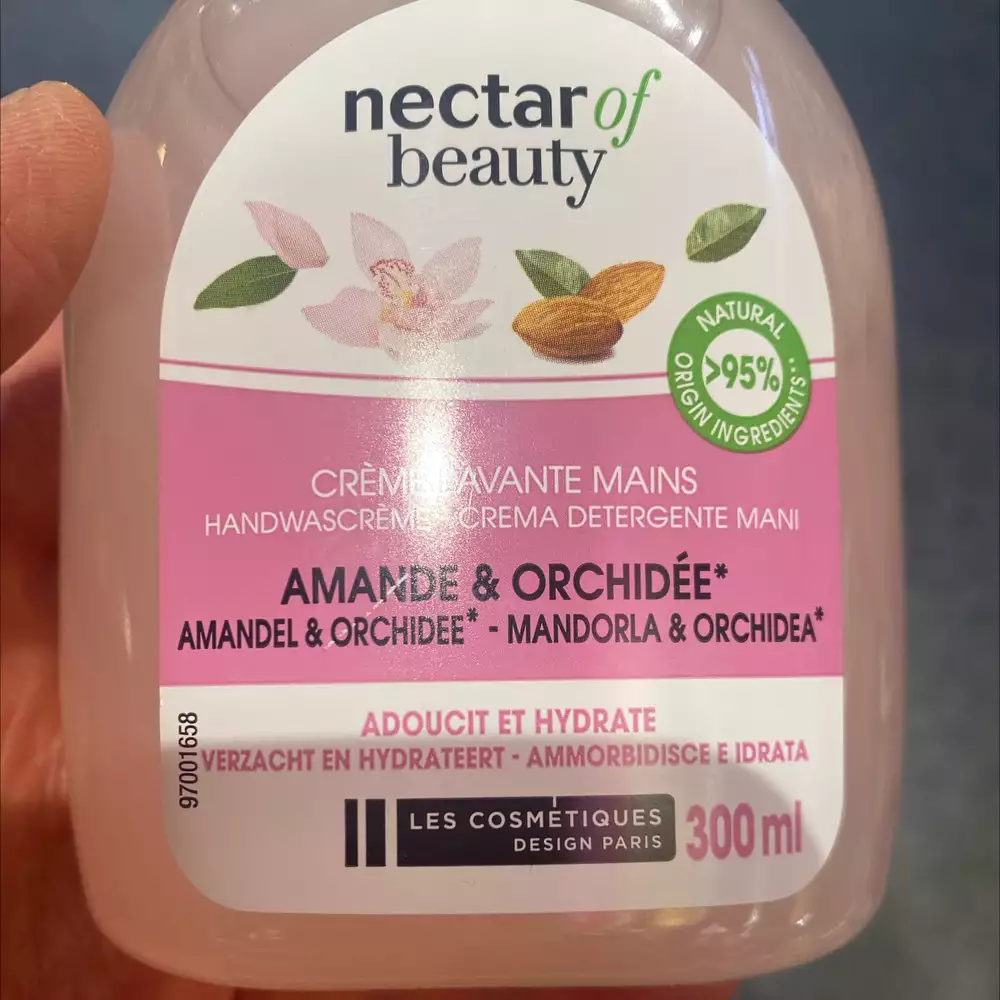 nectar of
beauty
NATURAL
>95%
ORIGIN INGREDIENTS
CRÈME LAVANTE MAINS
HANDWASCRÈME - CREMA DETERGENTE MANI
AMANDE & ORCHIDÉE*
AMANDEL & ORCHIDEE* - MANDORLA & ORCHIDEA*
ADOUCIT ET HYDRATE
VERZACHT EN HYDRATEERT - AMMORBIDISCE E IDRATA
97001658
LES COSMÉTIQUES
DESIGN PARIS
300 ml